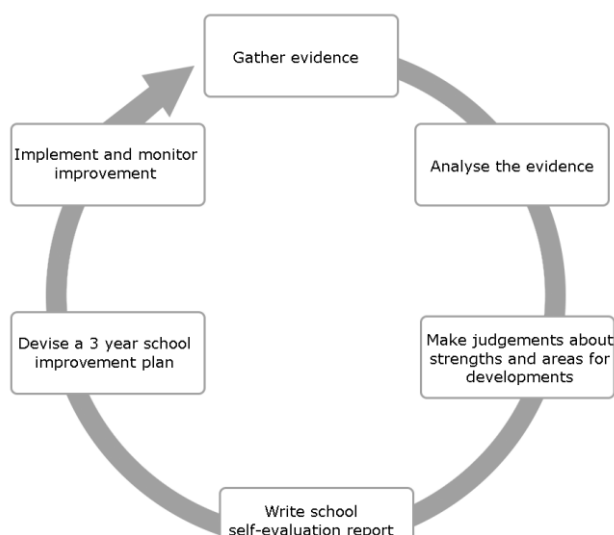 Gather evidence
Analyse the evidence
Make judgements about
strengths and areas for
developments
Write school
self-evaluation report
Devise a 3 year school
improvement plan
Implement and monitor
improvement